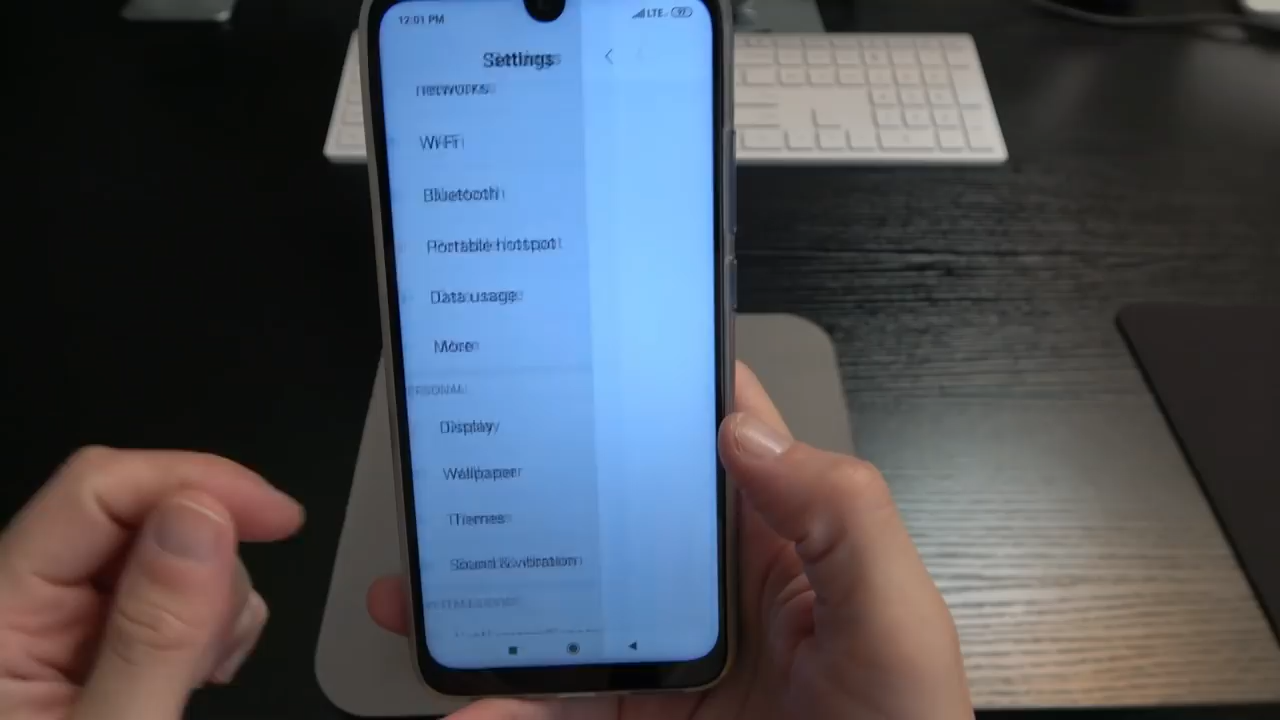 12:01 PM LTE 97
Settings
networks
Wi-Fi
Bluetooth
Portable hotspot
Data usage
More
PERSONAL
Display
Wallpaper
Themes
Sound & vibration